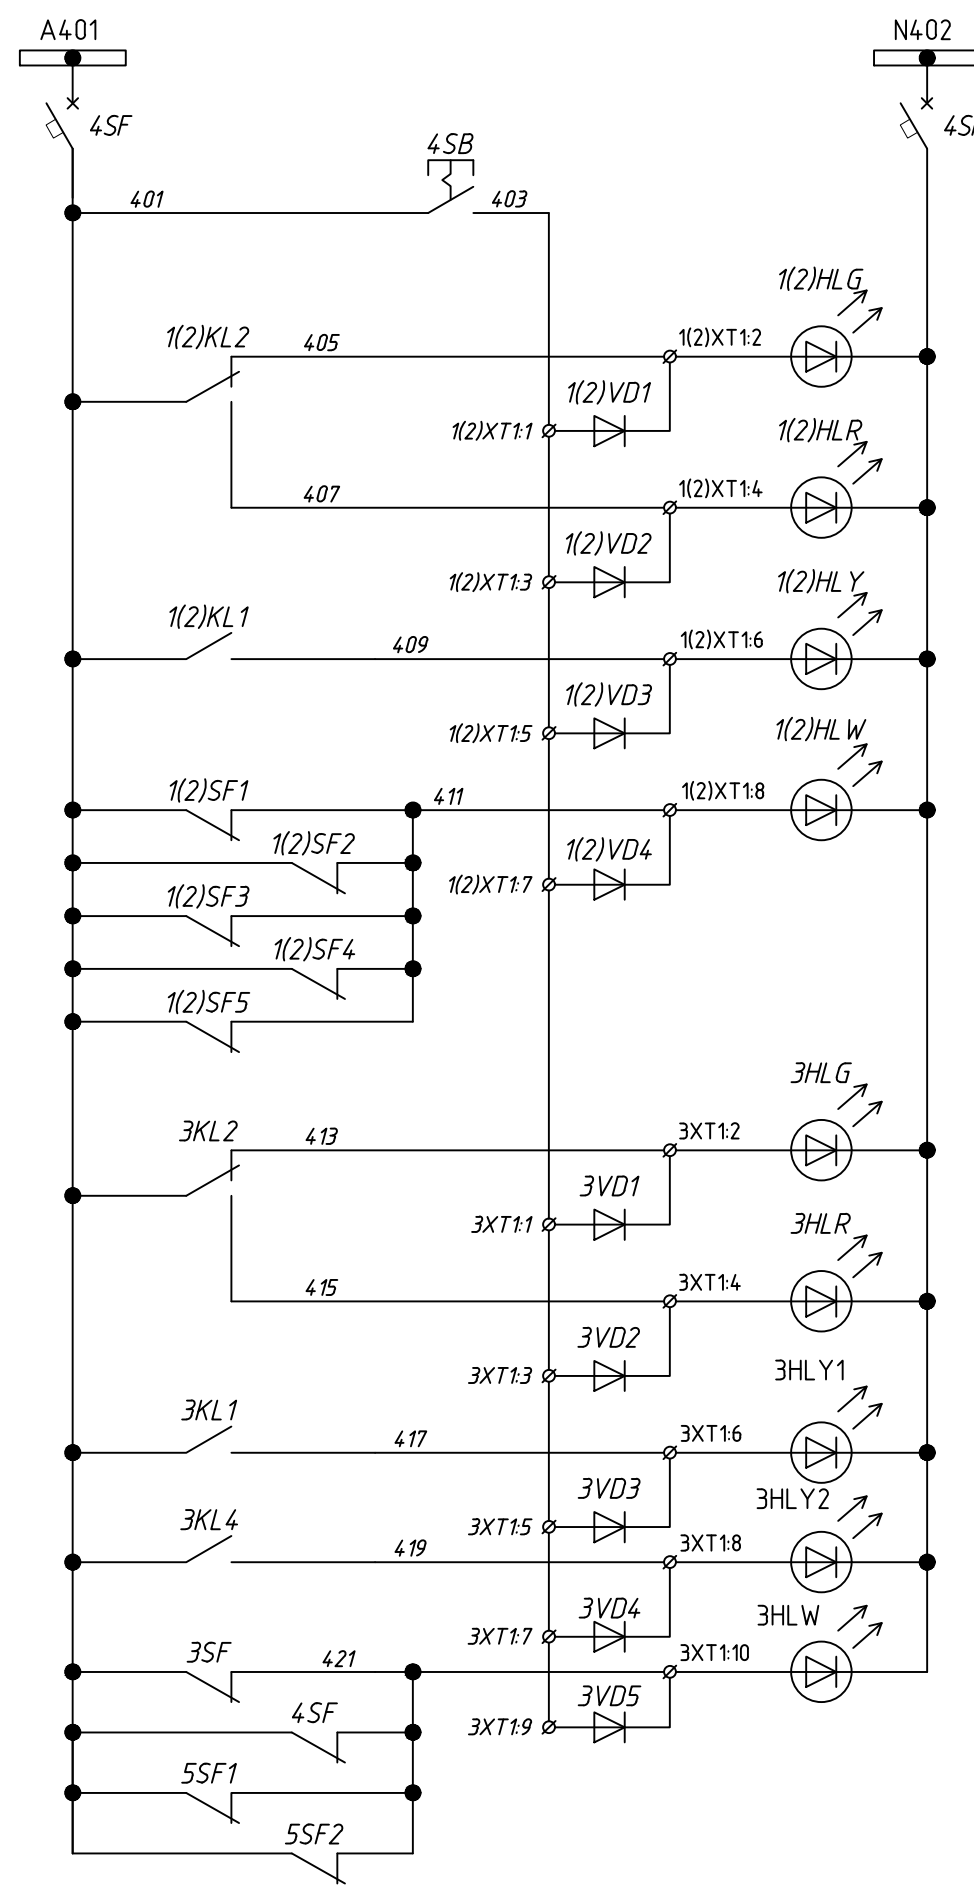 A401
N402
4SF
4SF
4SB
401
403
1(2)HLG
1(2)KL2
405
1(2)XT1:2
1(2)VD1
1(2)XT1:1
1(2)HLR
407
1(2)XT1:4
1(2)VD2
1(2)XT1:3
1(2)HLY
1(2)KL1
409
1(2)XT1:6
1(2)VD3
1(2)XT1:5
1(2)HLW
1(2)SF1
411
1(2)XT1:8
1(2)SF2
1(2)VD4
1(2)XT1:7
1(2)SF3
1(2)SF4
1(2)SF5
3HLG
3KL2
413
3XT1:2
3VD1
3XT1:1
3HLR
415
3XT1:4
3VD2
3XT1:3
3HLY1
3KL1
417
3XT1:6
3VD3
3HLY2
3XT1:5
3KL4
419
3XT1:8
3VD4
3HLW
3XT1:7
3SF
421
3XT1:10
3VD5
4SF
3XT1:9
5SF1
5SF2